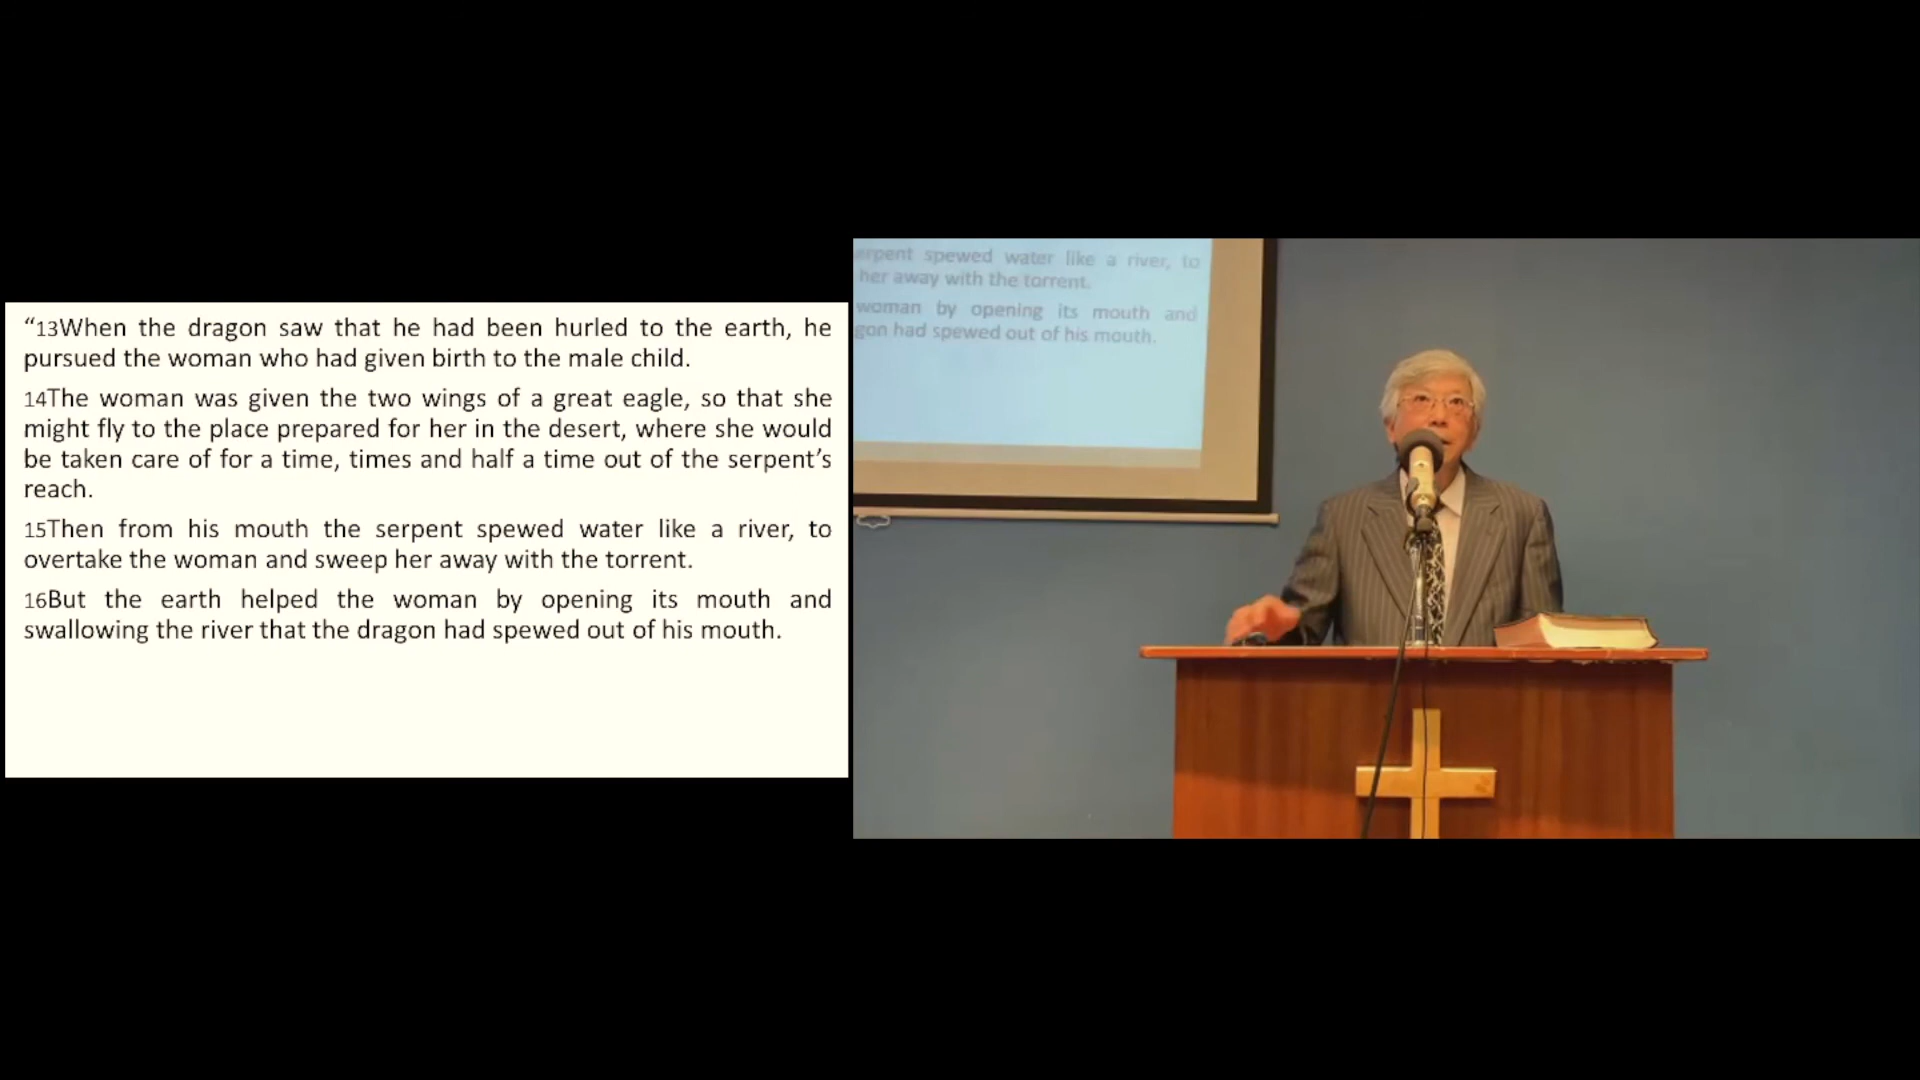 “13When the dragon saw that he had been hurled to the earth, he
pursued the woman who had given birth to the male child.
14The woman was given the two wings of a great eagle, so that she
might fly to the place prepared for her in the desert, where she would
be taken care of for a time, times and half a time out of the serpent’s
reach.
15Then from his mouth the serpent spewed water like a river, to
overtake the woman and sweep her away with the torrent.
16But the earth helped the woman by opening its mouth and
swallowing the river that the dragon had spewed out of his mouth.
erpent spewed water like a river, to
her away with the torrent.
woman by opening its mouth and
gon had spewed out of his mouth.